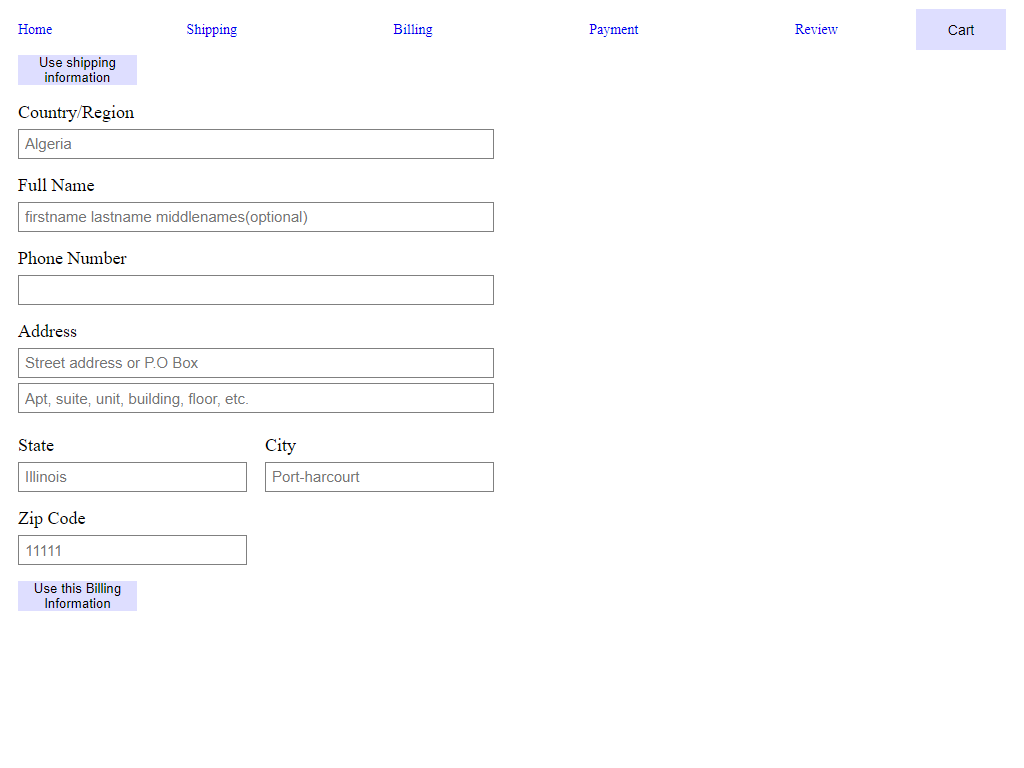 Home Shipping Billing Payment Review Cart
Use shipping
information
Country/Region
Algeria
Full Name
firstname lastname middlenames(optional)
Phone Number
Address
Street address or P.O Box
Apt, suite, unit, building, floor, etc.
State City
Illinois Port-harcourt
Zip Code
11111
Use this Billing
Information